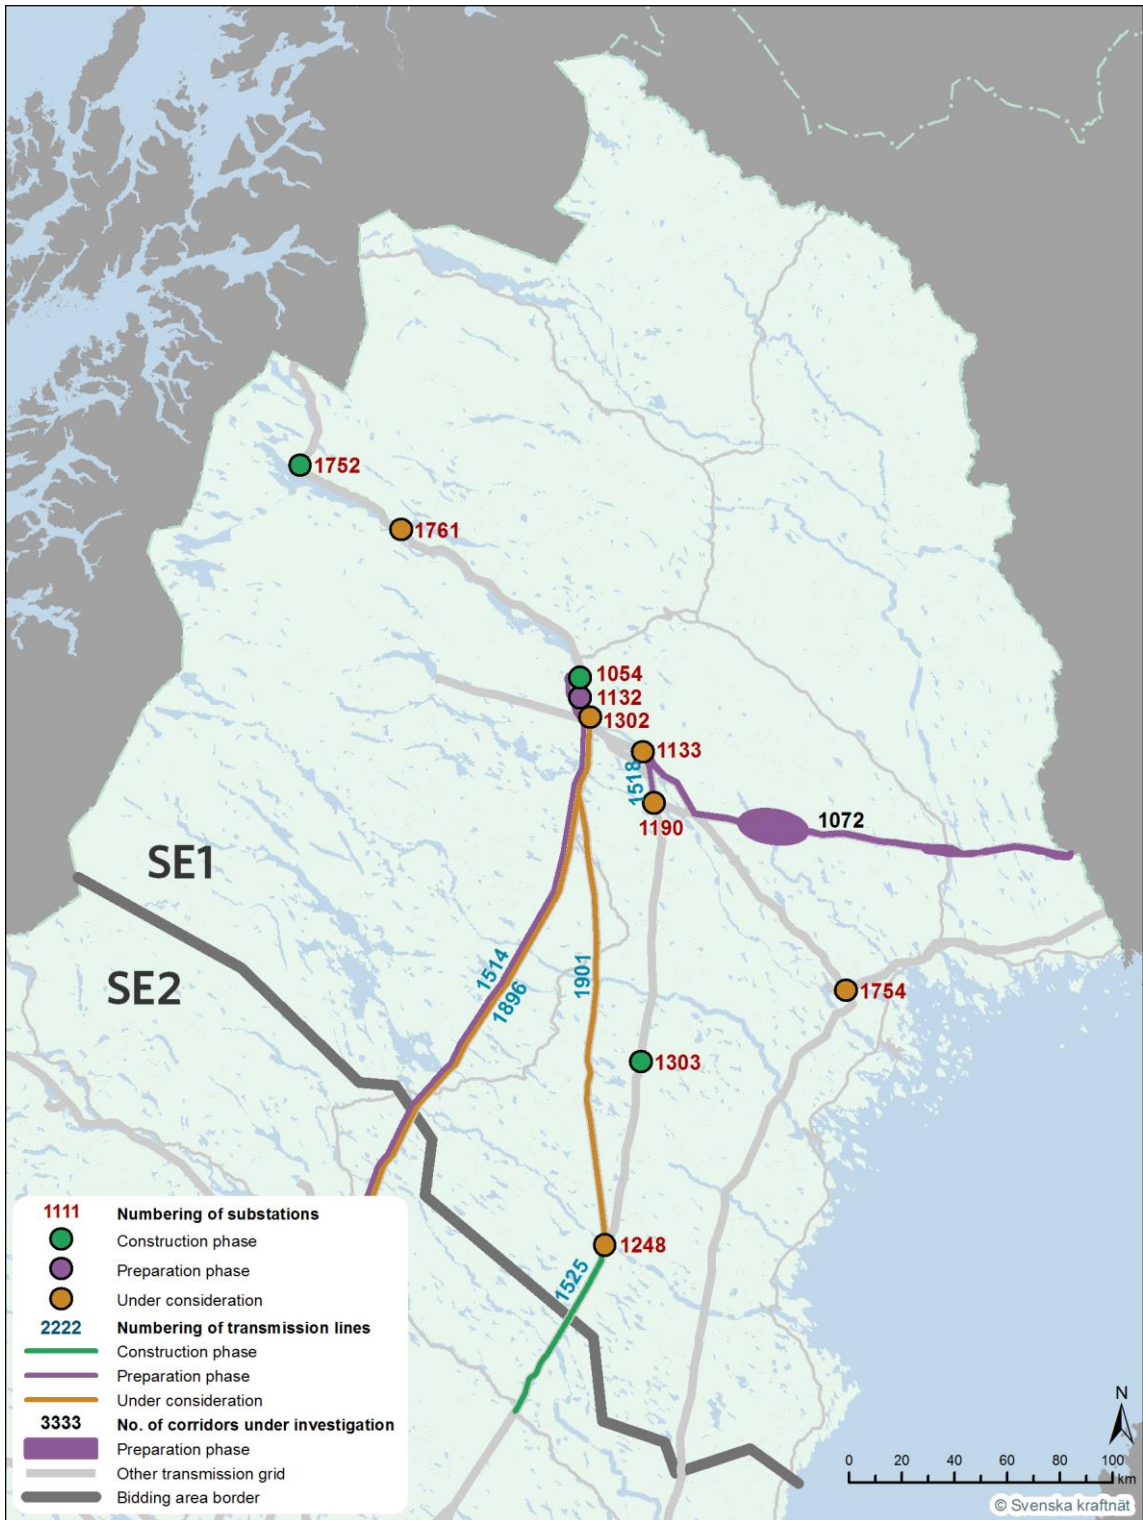 1752
1761
1054
1132
1302
1133
1518
1190
1072
SE1
SE2
1514
1896
1901
1754
1303
1248
1525
1111 Numbering of substations
Construction phase
Preparation phase
Under consideration
2222 Numbering of transmission lines
Construction phase
Preparation phase
Under consideration
3333 No. of corridors under investigation
Preparation phase
Other transmission grid
Bidding area border
N
0 20 40 60 80 100
km
© Svenska kraftnät